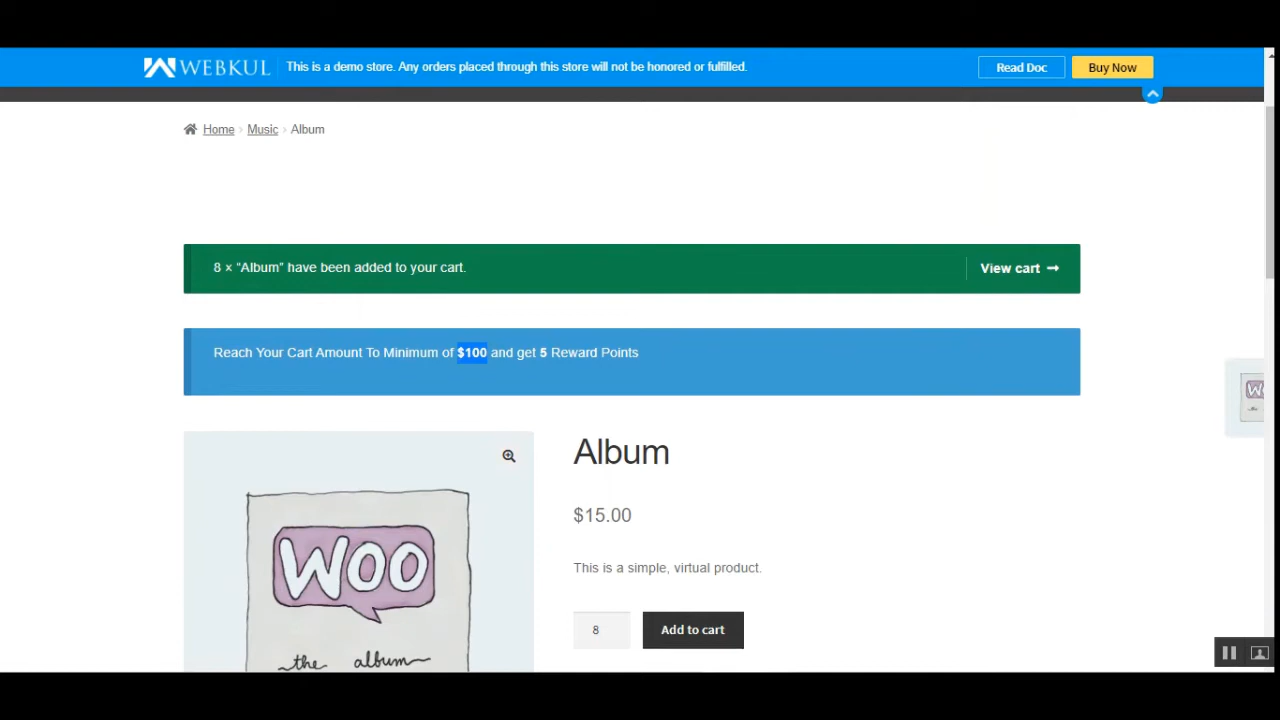 WEBKUL
This is a demo store. Any orders placed through this store will not be honored or fulfilled.
Read Doc
Buy Now
Home › Music › Album
8 × “Album” have been added to your cart.
View cart →
Reach Your Cart Amount To Minimum of $100 and get 5 Reward Points
Album
$15.00
This is a simple, virtual product.
8
Add to cart
WOO
the album